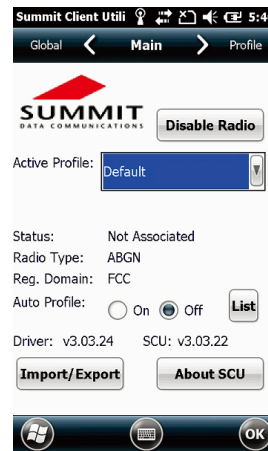 Summit Client Utili 5:4
Global Main Profile
SUMMIT
DATA COMMUNICATIONS
Disable Radio
Active Profile: Default
Status: Not Associated
Radio Type: ABGN
Reg. Domain: FCC
Auto Profile: On Off List
Driver: v3.03.24 SCU: v3.03.22
Import/Export About SCU
OK